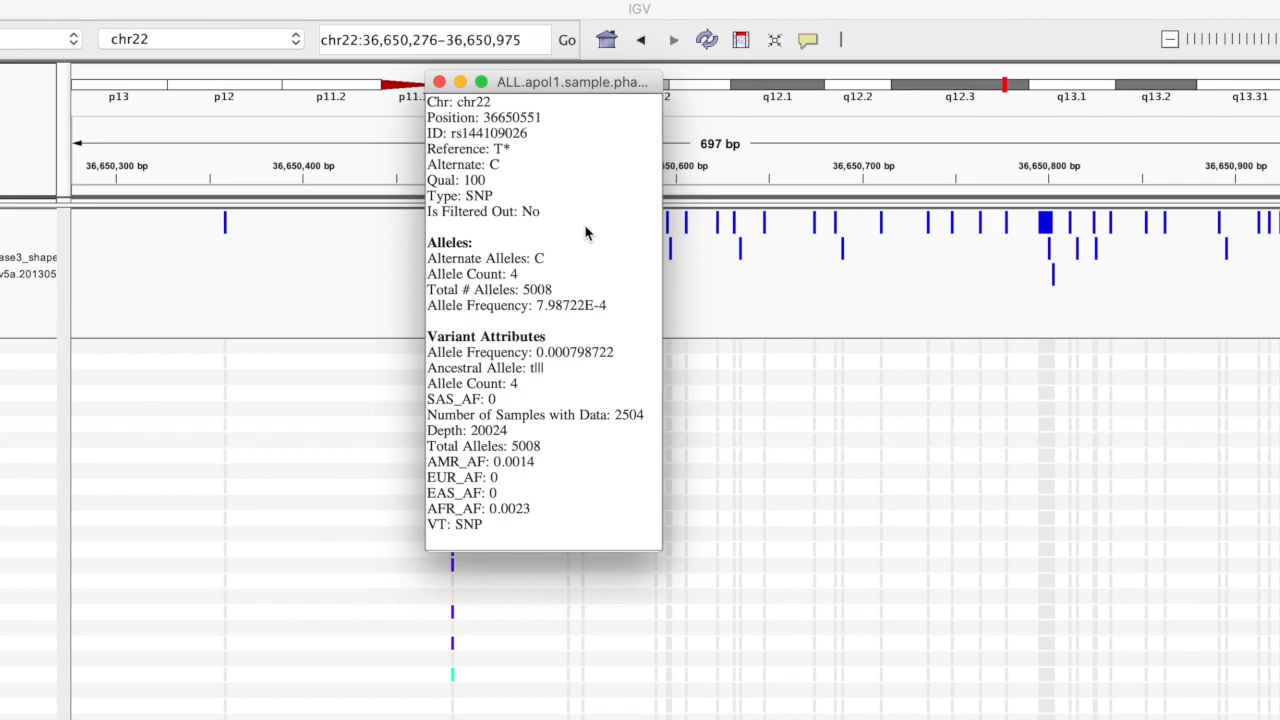 IGV
chr22
chr22:36,650,276-36,650,975
Go
ALL.apol1.sample.pha...
p13
p12
p11.2
p11.
2
q12.1
q12.2
q12.3
q13.1
q13.2
q13.31
697 bp
36,650,300 bp
36,650,400 bp
650,600 bp
36,650,700 bp
36,650,800 bp
36,650,900 bp
ase3_shape
v5a.201305
Chr: chr22
Position: 36650551
ID: rs144109026
Reference: T*
Alternate: C
Qual: 100
Type: SNP
Is Filtered Out: No
Alleles:
Alternate Alleles: C
Allele Count: 4
Total # Alleles: 5008
Allele Frequency: 7.98722E-4
Variant Attributes
Allele Frequency: 0.000798722
Ancestral Allele: t|||
Allele Count: 4
SAS_AF: 0
Number of Samples with Data: 2504
Depth: 20024
Total Alleles: 5008
AMR_AF: 0.0014
EUR_AF: 0
EAS_AF: 0
AFR_AF: 0.0023
VT: SNP